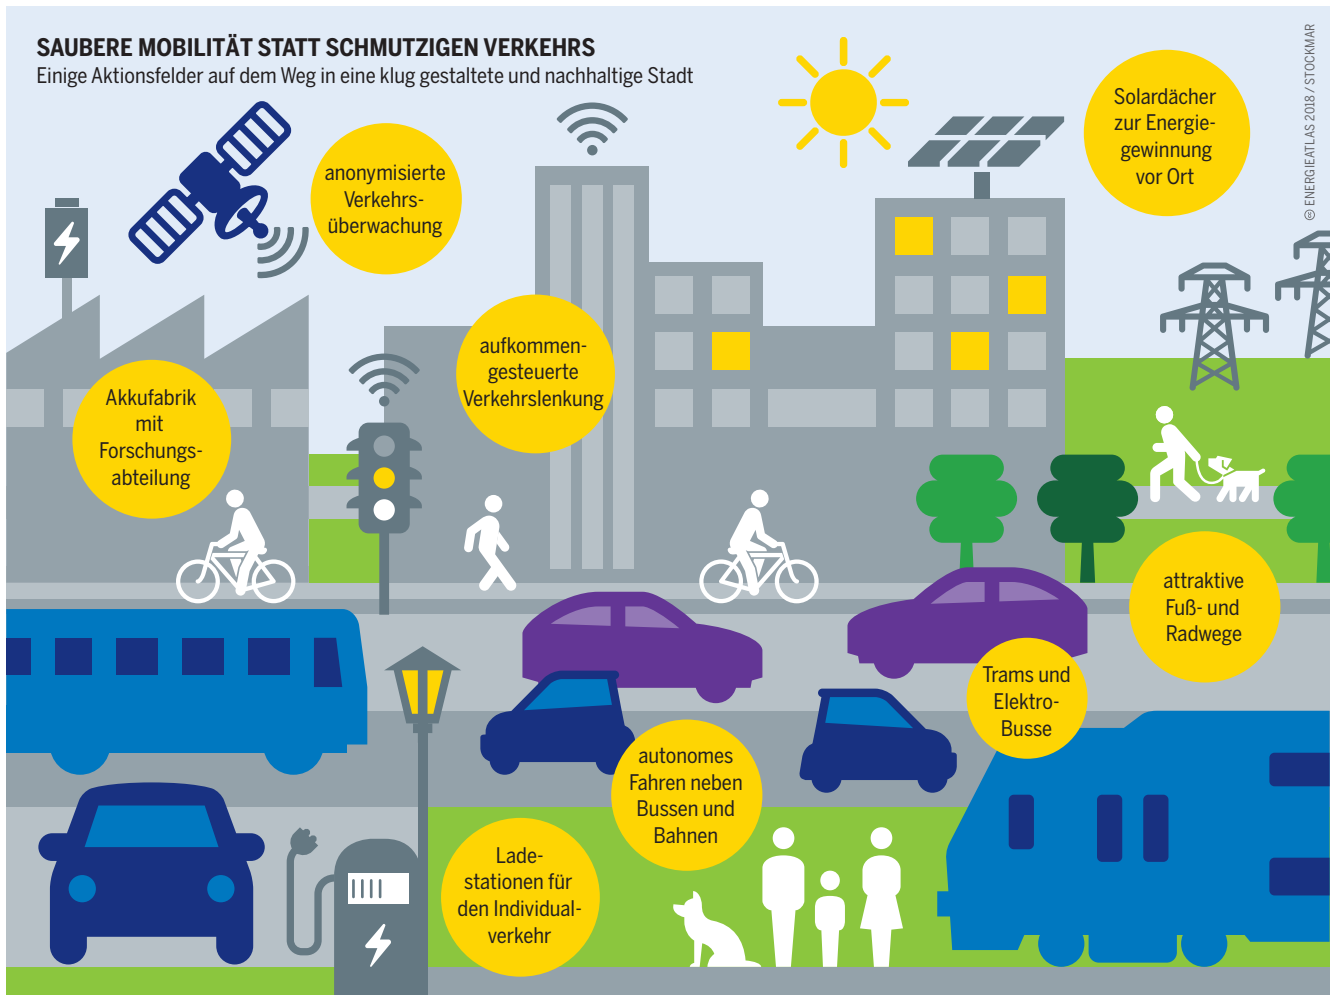 SAUBERE MOBILITÄT STATT SCHMUTZIGEN VERKEHRS
Einige Aktionsfelder auf dem Weg in eine klug gestaltete und nachhaltige Stadt
© ENERGIEATLAS 2018 / STOCKMAR
Solardächer
zur Energie-
gewinnung
vor Ort
anonymisierte
Verkehrs-
überwachung
aufkommen-
gesteuerte
Verkehrslenkung
Akkufabrik
mit
Forschungs-
abteilung
attraktive
Fuß- und
Radwege
Trams und
Elektro-
Busse
autonomes
Fahren neben
Bussen und
Bahnen
Lade-
stationen für
den Individual-
verkehr